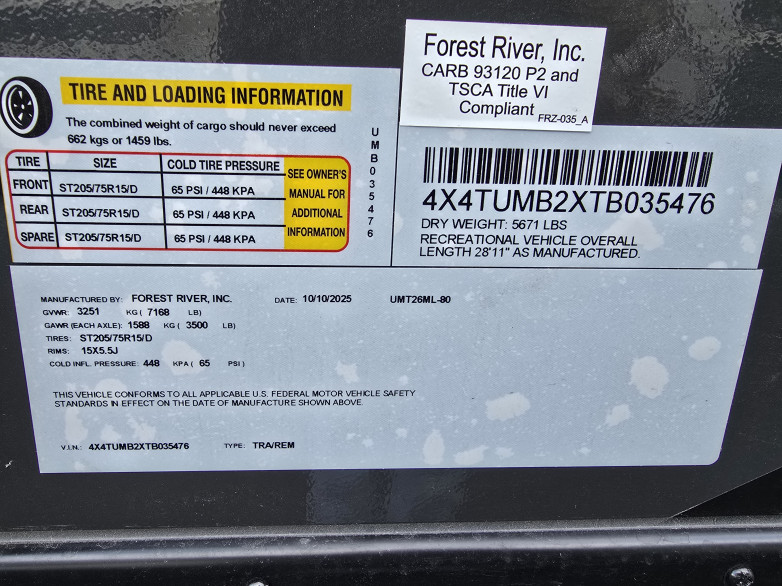 Forest River, Inc.
CARB 93120 P2 and
TSCA Title VI
Compliant FRZ-035_A
TIRE AND LOADING INFORMATION
The combined weight of cargo should never exceed
662 kgs or 1459 lbs.
TIRE SIZE COLD TIRE PRESSURE
FRONT ST205/75R15/D 65 PSI / 448 KPA
REAR ST205/75R15/D 65 PSI / 448 KPA
SPARE ST205/75R15/D 65 PSI / 448 KPA
SEE OWNER'S
MANUAL FOR
ADDITIONAL
INFORMATION
UMB035476
4X4TUMB2XTB035476
DRY WEIGHT: 5671 LBS
RECREATIONAL VEHICLE OVERALL
LENGTH 28'11" AS MANUFACTURED.
MANUFACTURED BY: FOREST RIVER, INC. DATE: 10/10/2025 UMT26ML-80
GVWR: 3251 KG ( 7168 LB)
GAWR (EACH AXLE): 1588 KG ( 3500 LB)
TIRES: ST205/75R15/D
RIMS: 15X5.5J
COLD INFL. PRESSURE: 448 KPA ( 65 PSI )
THIS VEHICLE CONFORMS TO ALL APPLICABLE U.S. FEDERAL MOTOR VEHICLE SAFETY
STANDARDS IN EFFECT ON THE DATE OF MANUFACTURE SHOWN ABOVE.
V.I.N.: 4X4TUMB2XTB035476 TYPE: TRA/REM